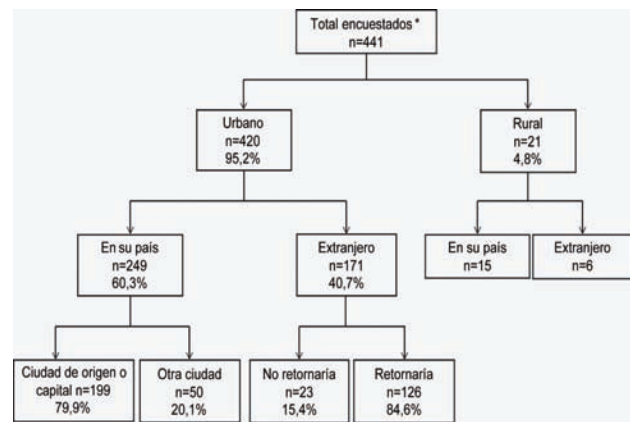 Total encuestados *
n=441
Urbano
n=420
95,2%
Rural
n=21
4,8%
En su país
n=249
60,3%
Extranjero
n=171
40,7%
En su país
n=15
Extranjero
n=6
Ciudad de origen o
capital n=199
79,9%
Otra ciudad
n=50
20,1%
No retornaría
n=23
15,4%
Retornaría
n=126
84,6%